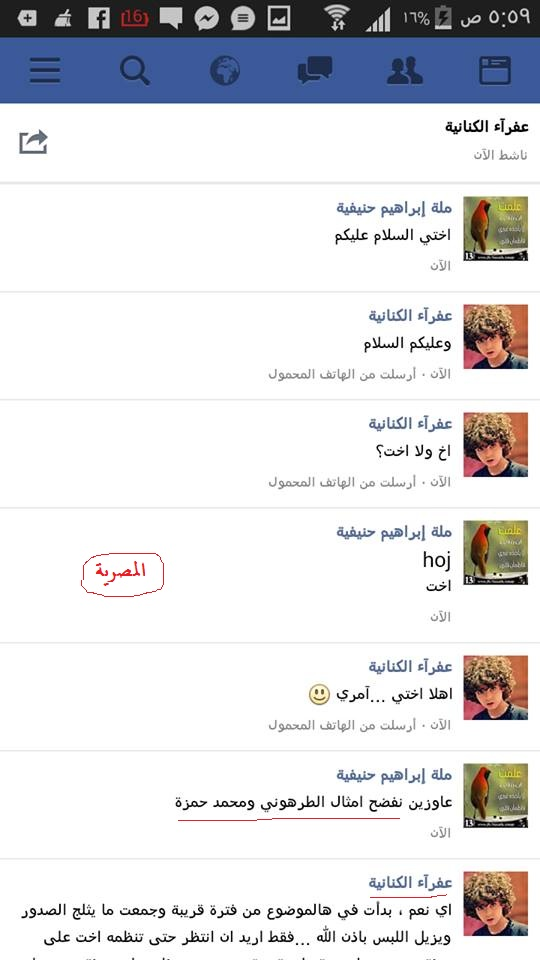 ١٦% ٥:٥٩ ص
16
عفرآء الكنانية
ناشط الآن
ملة إبراهيم حنيفية
اختي السلام عليكم
الآن
عفرآء الكنانية
وعليكم السلام
الآن · أرسلت من الهاتف المحمول
عفرآء الكنانية
اخ ولا اخت؟
الآن · أرسلت من الهاتف المحمول
ملة إبراهيم حنيفية
hoj
اخت
الآن
المصرية
عفرآء الكنانية
اهلا اختي ...آمري
الآن · أرسلت من الهاتف المحمول
ملة إبراهيم حنيفية
عاوزين نفضح امثال الطرهوني ومحمد حمزة
الآن
عفرآء الكنانية
اي نعم ، بدأت في هالموضوع من فترة قريبة وجمعت ما يثلج الصدور
ويزيل اللبس باذن الله ...فقط اريد ان انتظر حتى تنظمه اخت على